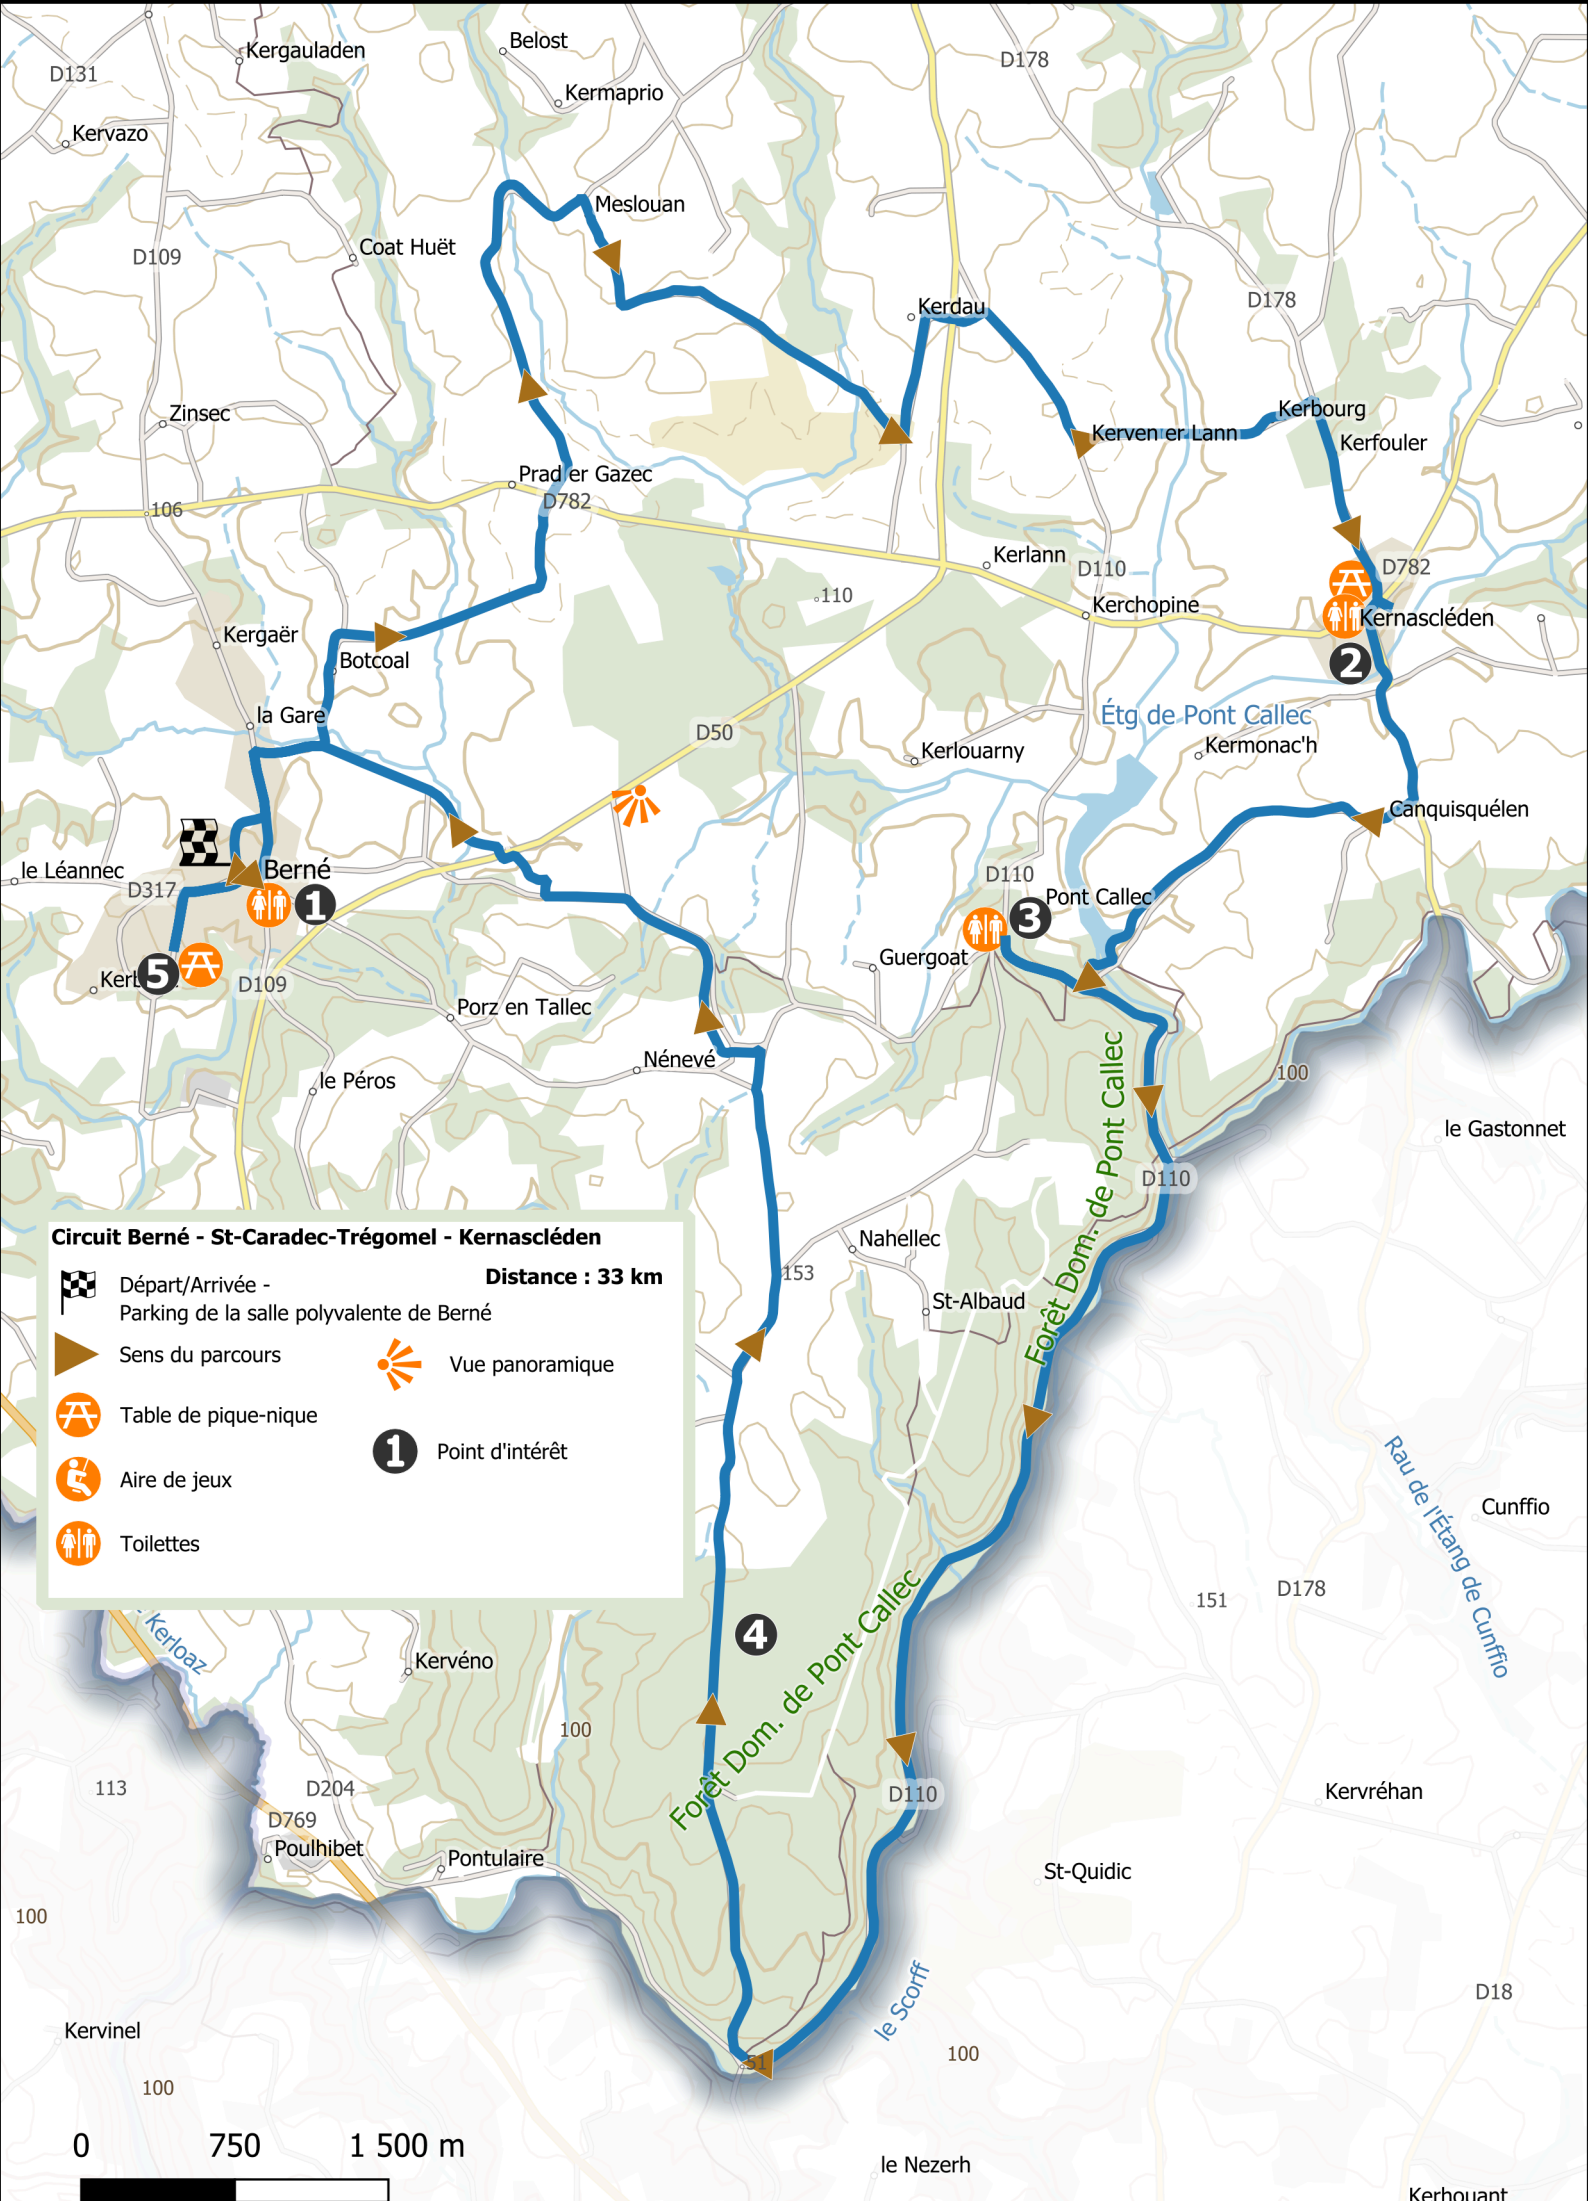 Belost
Kergauladen
D178
D131
Kermaprio
Kervazo
Meslouan
Coat Huët
D109
D178
Kerdau
Kerbourg
Zinsec
Kerven er Lann
Kerfouler
Prad er Gazec
D782
106
Kerlann
D110
D782
110
Kerchopine
Kernascléden
Kergaër
Botcoal
2
la Gare
Étg de Pont Callec
D50
Kermonac'h
Kerlouarny
Canquisquélen
le Léannec
Berné
D110
D317
1
Pont Callec
3
Guergoat
5
D109
Porz en Tallec
Nénevé
100
le Péros
le Gastonnet
Forêt Dom. de Pont Callec
D110
Circuit Berné - St-Caradec-Trégomel - Kernascléden
Distance : 33 km
Départ/Arrivée -
Parking de la salle polyvalente de Berné
Sens du parcours
Vue panoramique
Table de pique-nique
1
Point d'intérêt
Aire de jeux
Toilettes
Nahellec
153
St-Albaud
Rau de l'Étang de Cunffio
Cunffio
D178
151
Forêt Dom. de Pont Callec
4
Kerloaz
Kervéno
100
113
D204
D110
Kervréhan
D769
Poulhibet
Pontulaire
St-Quidic
100
le Scorff
D18
Kervinel
51
100
100
0 750 1 500 m
le Nezerh
Kerhouant